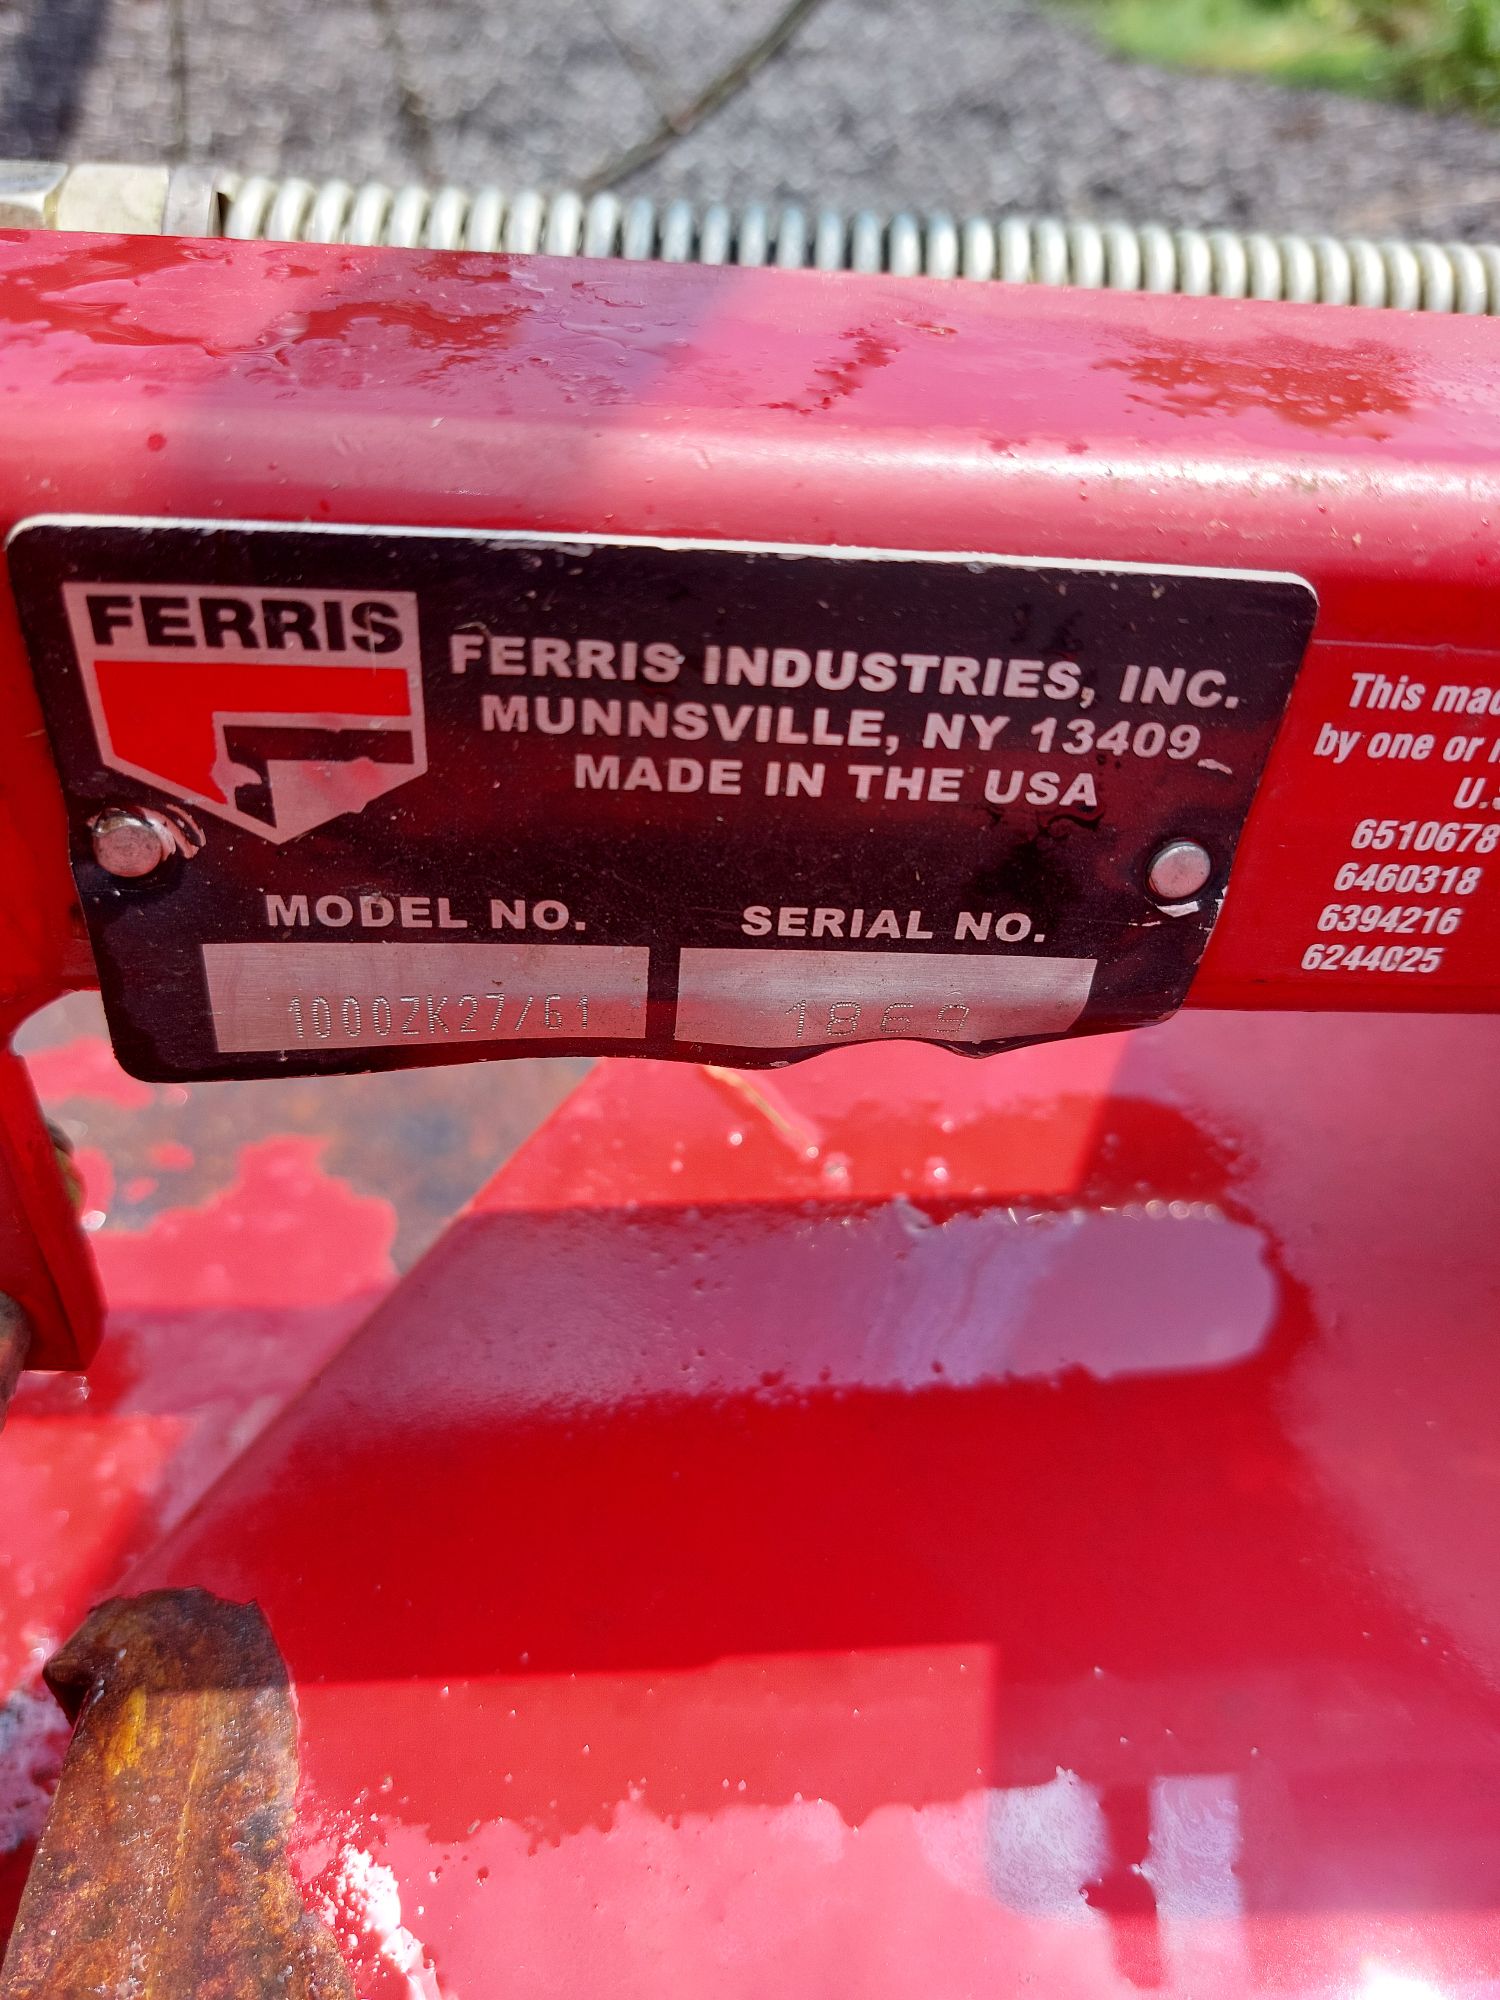 FERRIS
FERRIS INDUSTRIES, INC.
MUNNSVILLE, NY 13409
MADE IN THE USA
MODEL NO.
SERIAL NO.
1000ZK27/61
1869
This mac
by one or
U.S
6510678
6460318
6394216
6244025